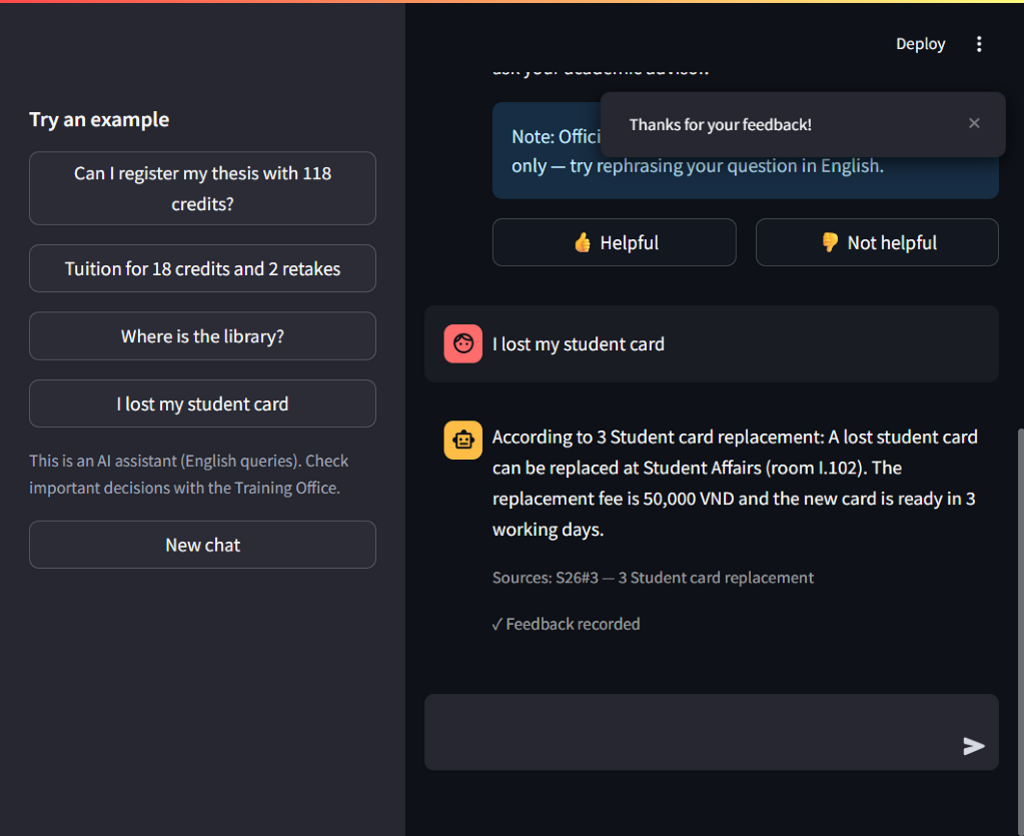 Deploy
Try an example
Can I register my thesis with 118
credits?
Tuition for 18 credits and 2 retakes
Where is the library?
I lost my student card
This is an AI assistant (English queries). Check
important decisions with the Training Office.
New chat
ask your academic advisor.
Thanks for your feedback!
Note: Offici
only — try rephrasing your question in English.
👍 Helpful
👎 Not helpful
I lost my student card
According to 3 Student card replacement: A lost student card
can be replaced at Student Affairs (room I.102). The
replacement fee is 50,000 VND and the new card is ready in 3
working days.
Sources: S26#3 — 3 Student card replacement
✓ Feedback recorded